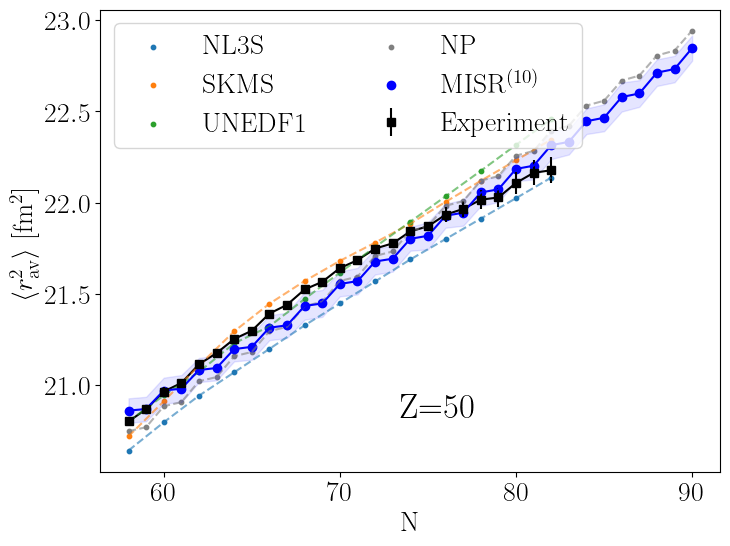 23.0
22.5
22.0
21.5
21.0
⟨r²av⟩ [fm²]
NL3S
SKMS
UNEDF1
NP
MISR⁽¹⁰⁾
Experiment
Z=50
60 70 80 90
N